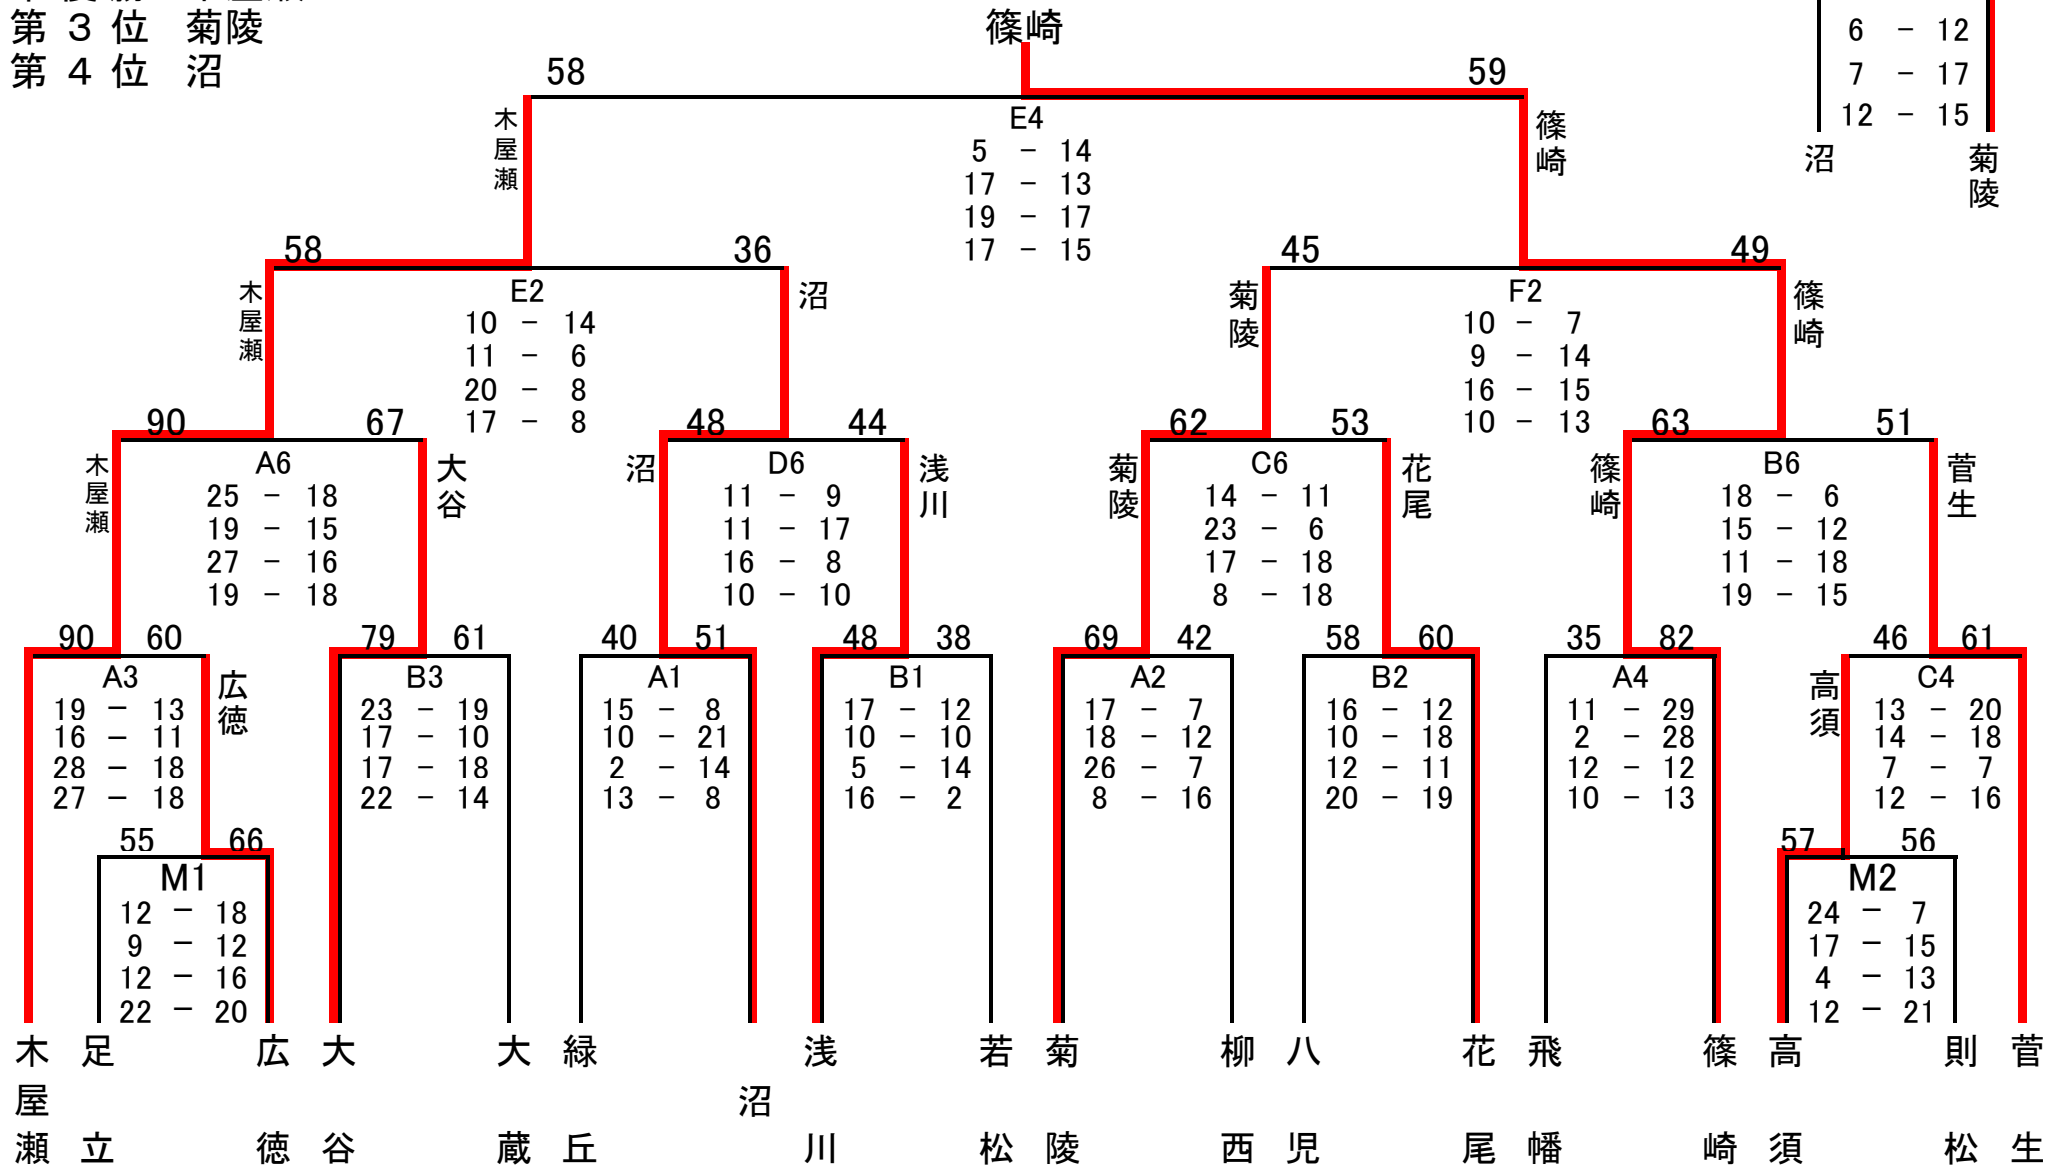 第 3 位 菊陵
第 4 位 沼
篠崎
6 － 12
7 － 17
12 － 15
沼
菊陵
58
59
木屋瀬
篠崎
E4
5 － 14
17 － 13
19 － 17
17 － 15
58
36
45
49
木屋瀬
沼
菊陵
篠崎
E2
10 － 14
11 － 6
20 － 8
17 － 8
F2
10 － 7
9 － 14
16 － 15
10 － 13
90
67
48
44
62
53
63
51
木屋瀬
大谷
沼
浅川
菊陵
花尾
篠崎
菅生
A6
25 － 18
19 － 15
27 － 16
19 － 18
D6
11 － 9
11 － 17
16 － 8
10 － 10
C6
14 － 11
23 － 6
17 － 18
8 － 18
B6
18 － 6
15 － 12
11 － 18
19 － 15
90 60
79 61
40 51
48 38
69 42
58 60
35 82
46 61
広徳
高須
A3
19 － 13
16 － 11
28 － 18
27 － 18
B3
23 － 19
17 － 10
17 － 18
22 － 14
A1
15 － 8
10 － 21
2 － 14
13 － 8
B1
17 － 12
10 － 10
5 － 14
16 － 2
A2
17 － 7
18 － 12
26 － 7
8 － 16
B2
16 － 12
10 － 18
12 － 11
20 － 19
A4
11 － 29
2 － 28
12 － 12
10 － 13
C4
13 － 20
14 － 18
7 － 7
12 － 16
55 66
M1
12 － 18
9 － 12
12 － 16
22 － 20
57 56
M2
24 － 7
17 － 15
4 － 13
12 － 21
木屋瀬
足立
広徳
大谷
大蔵
緑丘
沼
浅川
若松
菊陵
柳西
八児
花尾
飛幡
篠崎
高須
則松
菅生